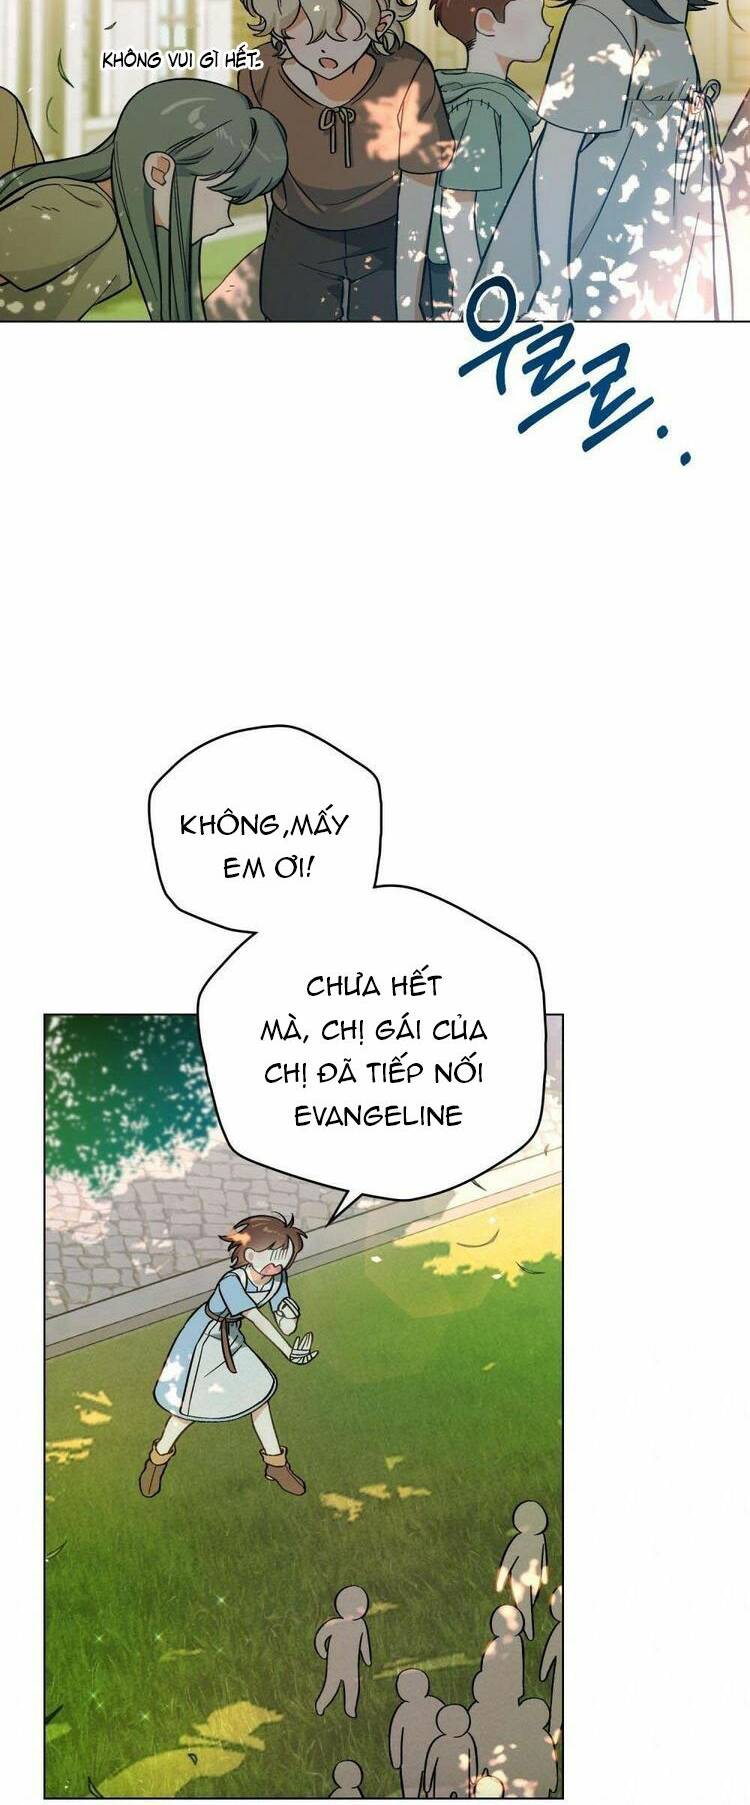 KHÔNG VUI GÌ HẾT.
우르르..
KHÔNG,MẤY
EM ƠI!
CHƯA HẾT
MÀ, CHỊ GÁI CỦA
CHỊ ĐÃ TIẾP NỐI
EVANGELINE